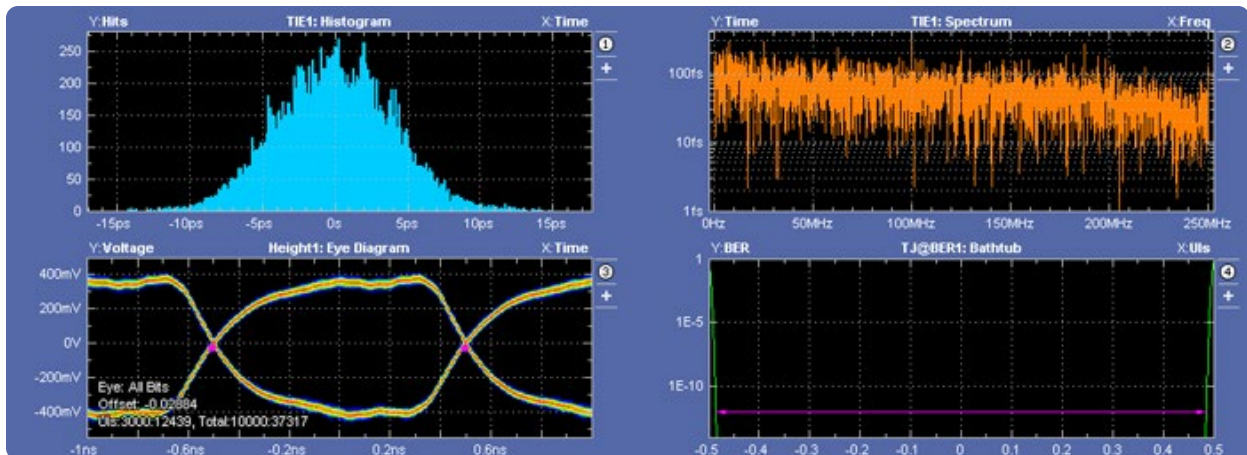 Y:Hits TIE1: Histogram X:Time
250
200
150
100
50
0
-15ps -10ps -5ps 0s 5ps 10ps 15ps
1
+
Y:Time TIE1: Spectrum X:Freq
100fs
10fs
1fs
0Hz 50MHz 100MHz 150MHz 200MHz 250MHz
2
+
Y:Voltage Height1: Eye Diagram X:Time
400mV
200mV
0V
-200mV
-400mV
Eye: All Bits
Offset: -0.02884
UIs:3000:12439, Total:10000:37317
-1ns -0.6ns -0.2ns 0.2ns 0.6ns
3
+
Y:BER TJ@BER1: Bathtub X:UIs
1
1E-5
1E-10
-0.5 -0.4 -0.3 -0.2 -0.1 0 0.1 0.2 0.3 0.4 0.5
4
+